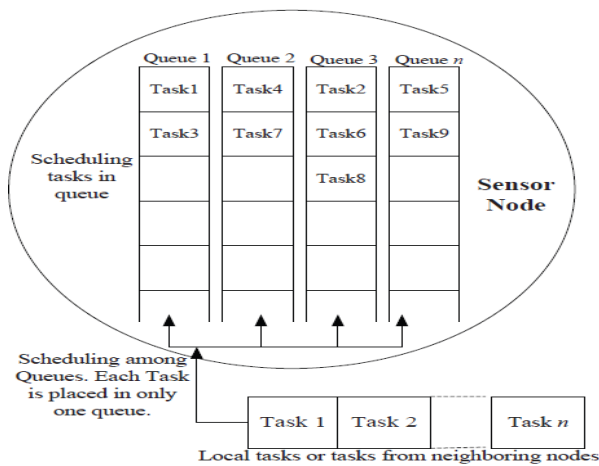 Queue 1 Queue 2 Queue 3 Queue n
Task1 Task4 Task2 Task5
Task3 Task7 Task6 Task9
Task8
Scheduling
tasks in
queue
Sensor
Node
Scheduling among
Queues. Each Task
is placed in only
one queue.
Task 1 Task 2 Task n
Local tasks or tasks from neighboring nodes